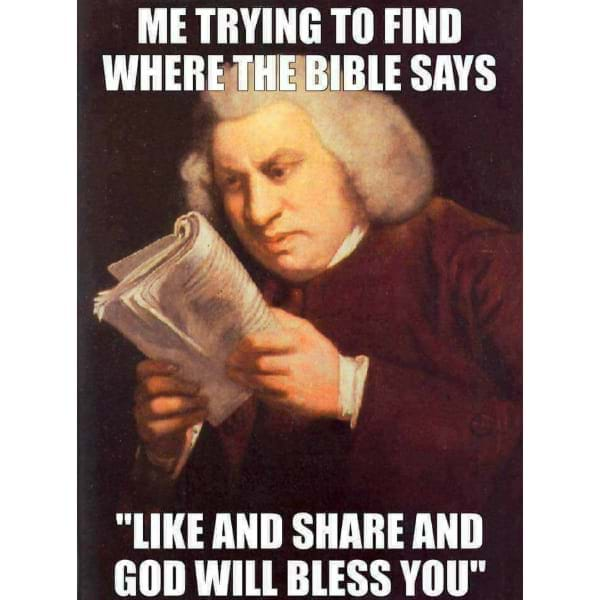 ME TRYING TO FIND
WHERE THE BIBLE SAYS
"LIKE AND SHARE AND
GOD WILL BLESS YOU"